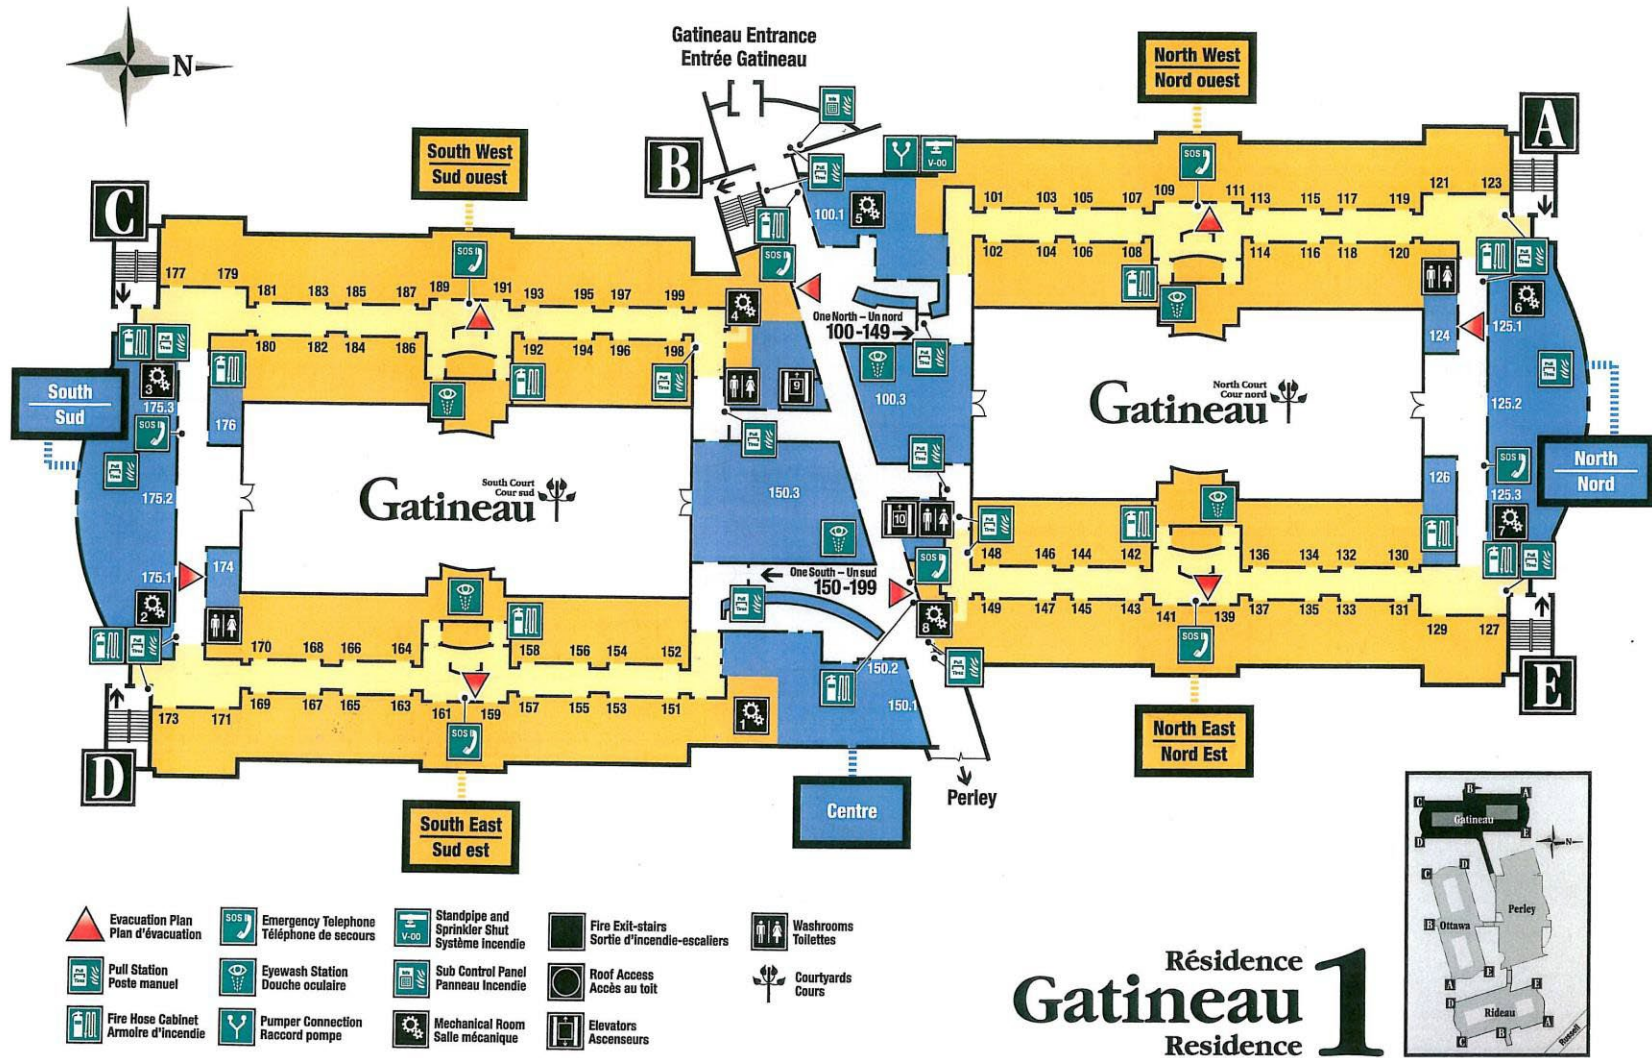 Gatineau Entrance
Entrée Gatineau
N
North West
Nord ouest
A
South West
Sud ouest
B
C
SOS
V-00
Pull
Tirez
100.1
5
101
103
105
107
109
111
113
115
117
119
121
123
102
104
106
108
114
116
118
120
177
179
181
183
185
187
189
191
193
195
197
199
180
182
184
186
192
194
196
198
4
9
One North – Un nord
100-149
124
125.1
6
125.2
125.3
7
126
South
Sud
3
175.3
175.2
175.1
2
176
174
South Court
Cour sud
Gatineau
North Court
Cour nord
Gatineau
North
Nord
100.3
150.3
10
One South – Un sud
150-199
8
148
146
144
142
136
134
132
130
149
147
145
143
141
139
137
135
133
131
129
127
E
170
168
166
164
158
156
154
152
173
171
169
167
165
163
161
159
157
155
153
151
1
150.2
150.1
D
Perley
North East
Nord Est
South East
Sud est
Centre
Evacuation Plan
Plan d'évacuation
Pull Station
Poste manuel
Fire Hose Cabinet
Armoire d'incendie
Emergency Telephone
Téléphone de secours
Eyewash Station
Douche oculaire
Pumper Connection
Raccord pompe
Standpipe and
Sprinkler Shut
Système Incendie
Sub Control Panel
Panneau Incendie
Mechanical Room
Salle mécanique
Fire Exit-stairs
Sortie d'incendie-escaliers
Roof Access
Accès au toit
Elevators
Ascenseurs
Washrooms
Toilettes
Courtyards
Cours
Résidence
Gatineau 1
Residence
Gatineau
Perley
Ottawa
Rideau
Russell